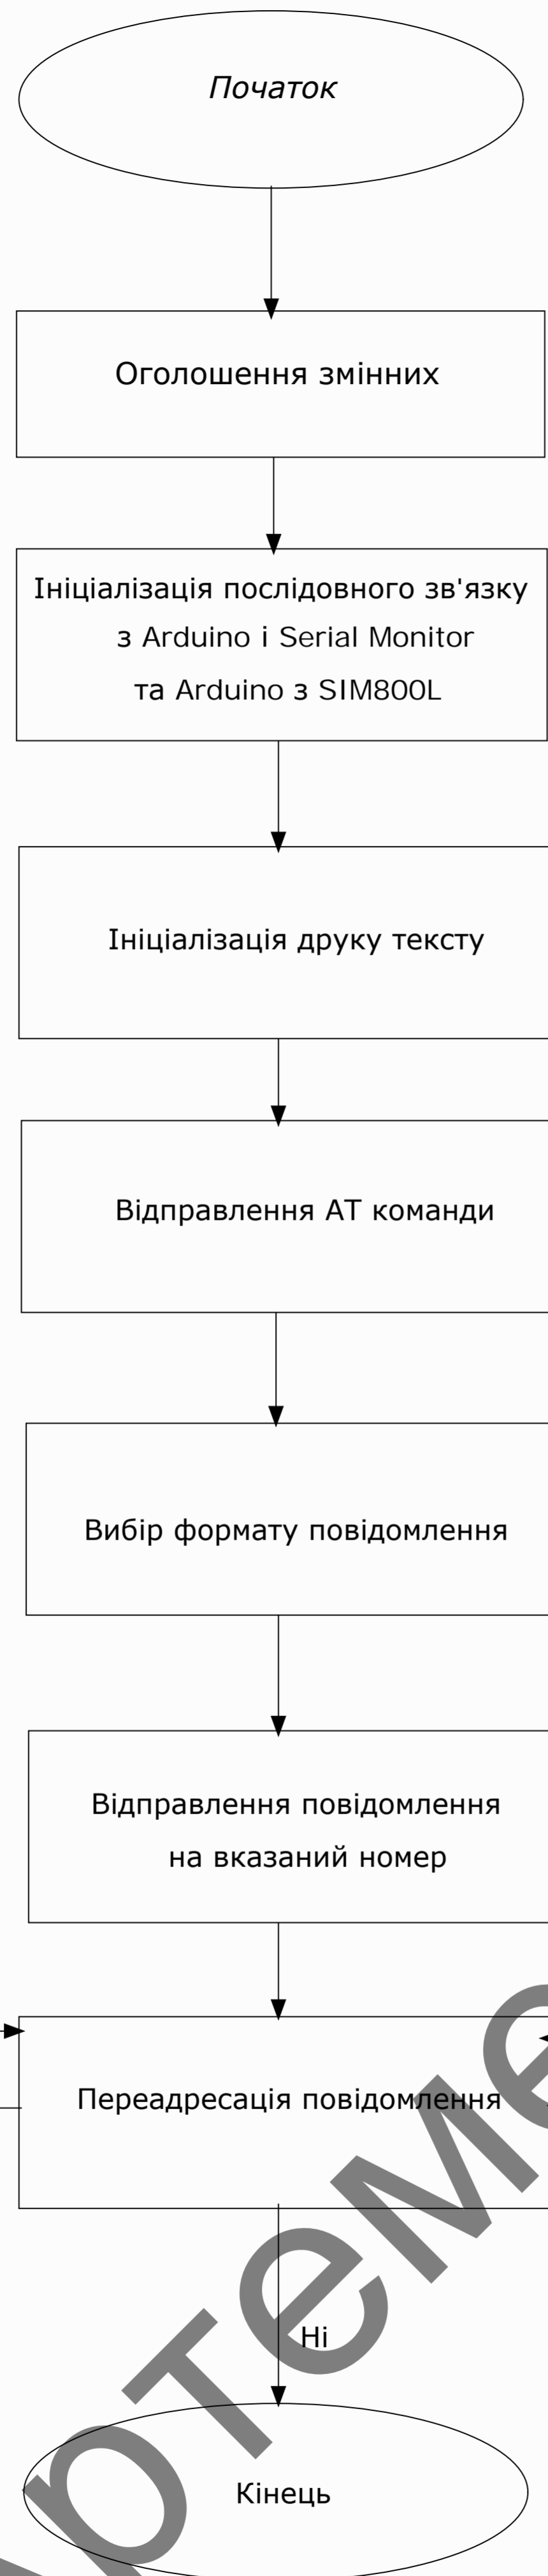 Початок
Оголошення змінних
Ініціалізація послідовного зв'язку
з Arduino і Serial Monitor
та Arduino з SIM800L
Ініціалізація друку тексту
Відправлення АТ команди
Вибір формату повідомлення
Відправлення повідомлення
на вказаний номер
Переадресація повідомлення
Ні
Кінець